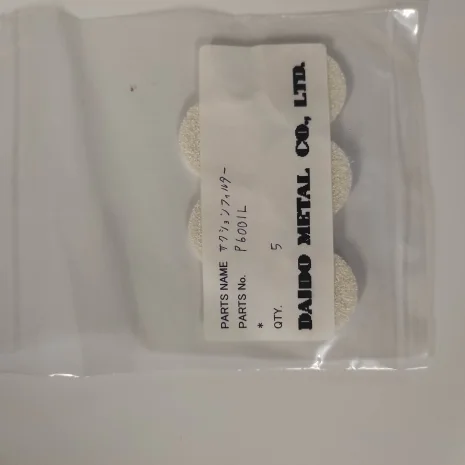 PARTS NAME サクションフィルター
PARTS No. P6001L
*
QTY. 5
DAIDO METAL CO., LTD.